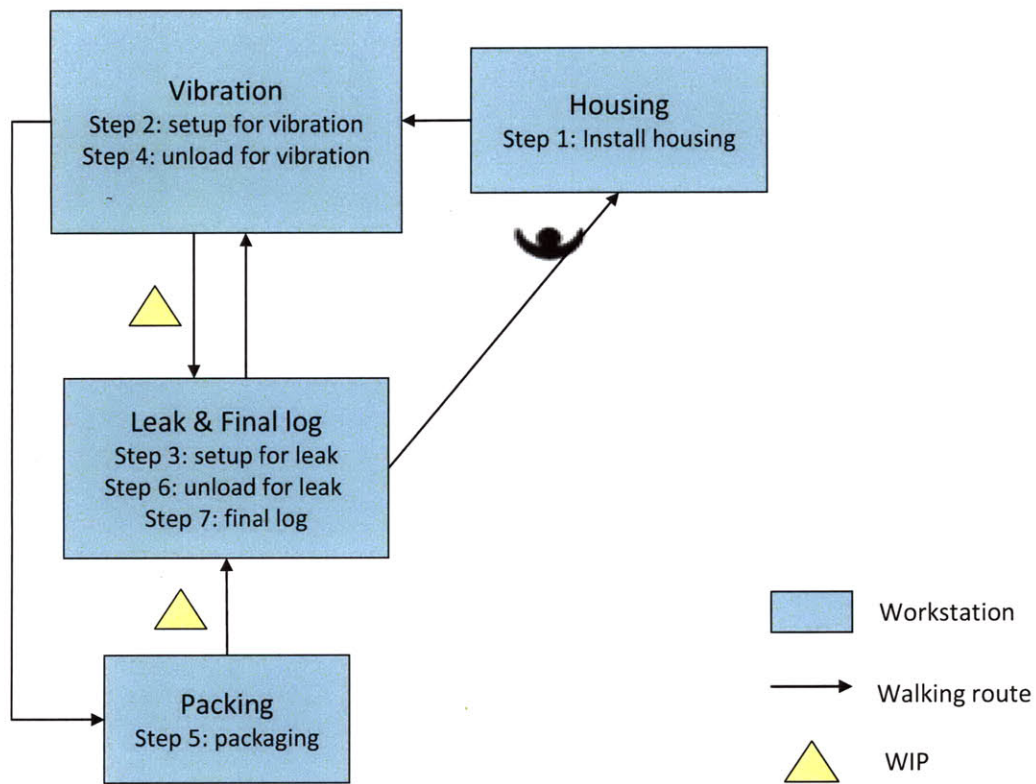 Vibration
Step 2: setup for vibration
Step 4: unload for vibration
Housing
Step 1: Install housing
Leak & Final log
Step 3: setup for leak
Step 6: unload for leak
Step 7: final log
Packing
Step 5: packaging
Workstation
Walking route
WIP